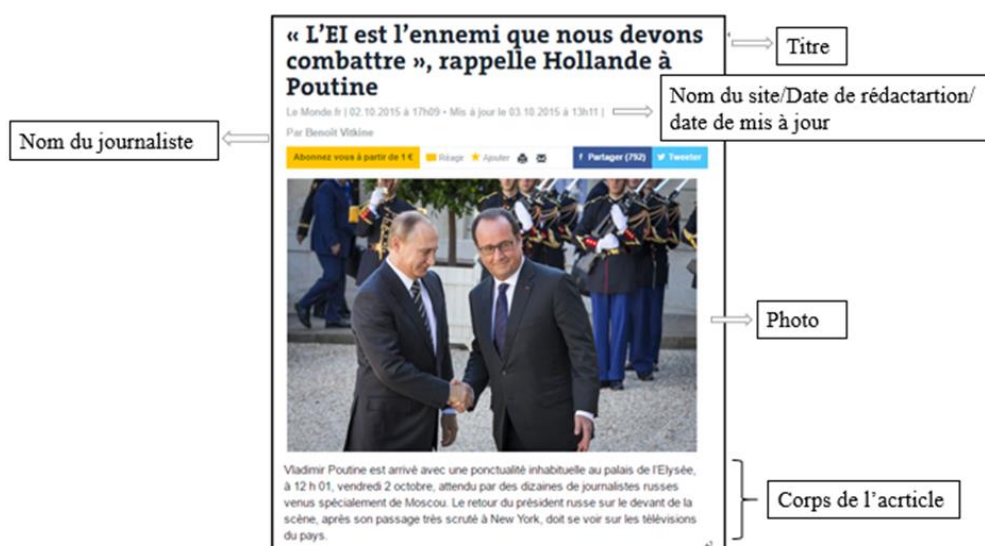 « L'EI est l'ennemi que nous devons
combattre », rappelle Hollande à
Poutine
Titre
Le Monde.fr | 02.10.2015 à 17h09 • Mis à jour le 03.10.2015 à 13h11 |
Nom du site/Date de rédactartion/
date de mis à jour
Par Benoît Vitkine
Nom du journaliste
Abonnez vous à partir de 1 € Réagir Ajouter f Partager (792) Tweeter
Photo
Vladimir Poutine est arrivé avec une ponctualité inhabituelle au palais de l'Elysée,
à 12 h 01, vendredi 2 octobre, attendu par des dizaines de journalistes russes
venus spécialement de Moscou. Le retour du président russe sur le devant de la
scène, après son passage très scruté à New York, doit se voir sur les télévisions
du pays.
Corps de l'acrticle